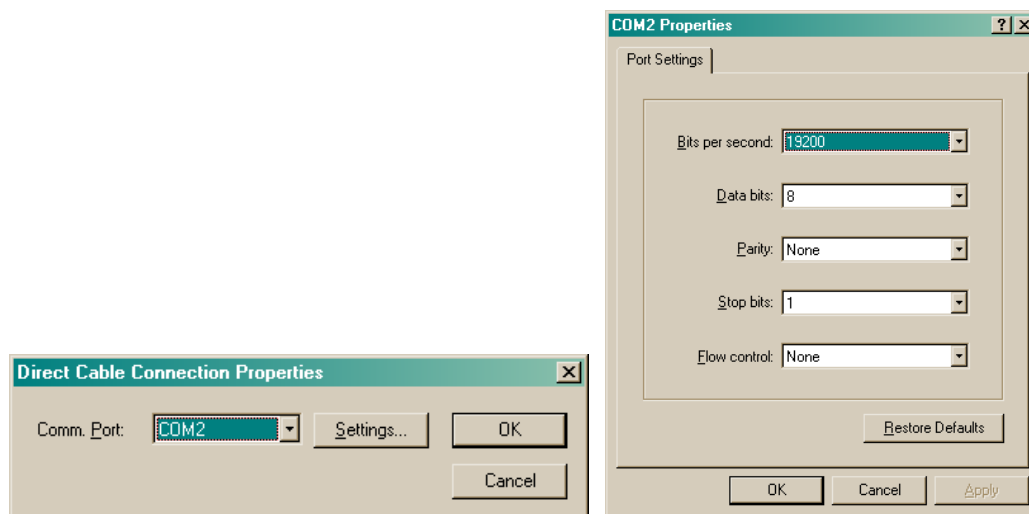 Direct Cable Connection Properties
Comm. Port: COM2 Settings... OK
Cancel
COM2 Properties
Port Settings
Bits per second: 19200
Data bits: 8
Parity: None
Stop bits: 1
Flow control: None
Restore Defaults
OK Cancel Apply